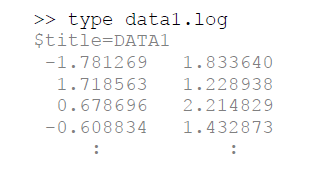 >> type data1.log
$title=DATA1
-1.781269 1.833640
1.718563 1.228938
0.678696 2.214829
-0.608834 1.432873
: :